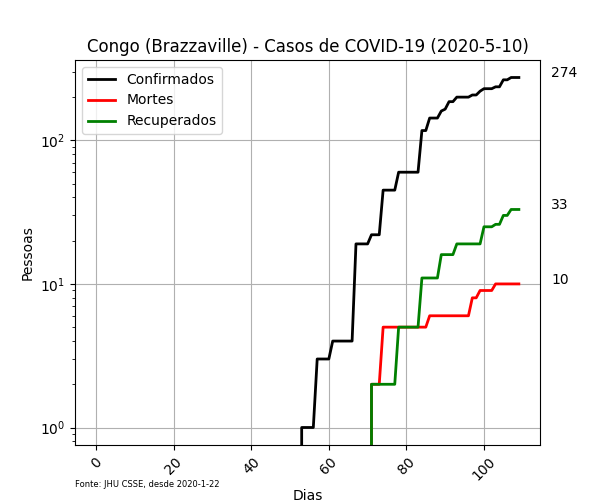 Congo (Brazzaville) - Casos de COVID-19 (2020-5-10)
Confirmados
Mortes
Recuperados
274
33
10
Pessoas
10²
10¹
10⁰
0 20 40 60 80 100
Fonte: JHU CSSE, desde 2020-1-22
Dias